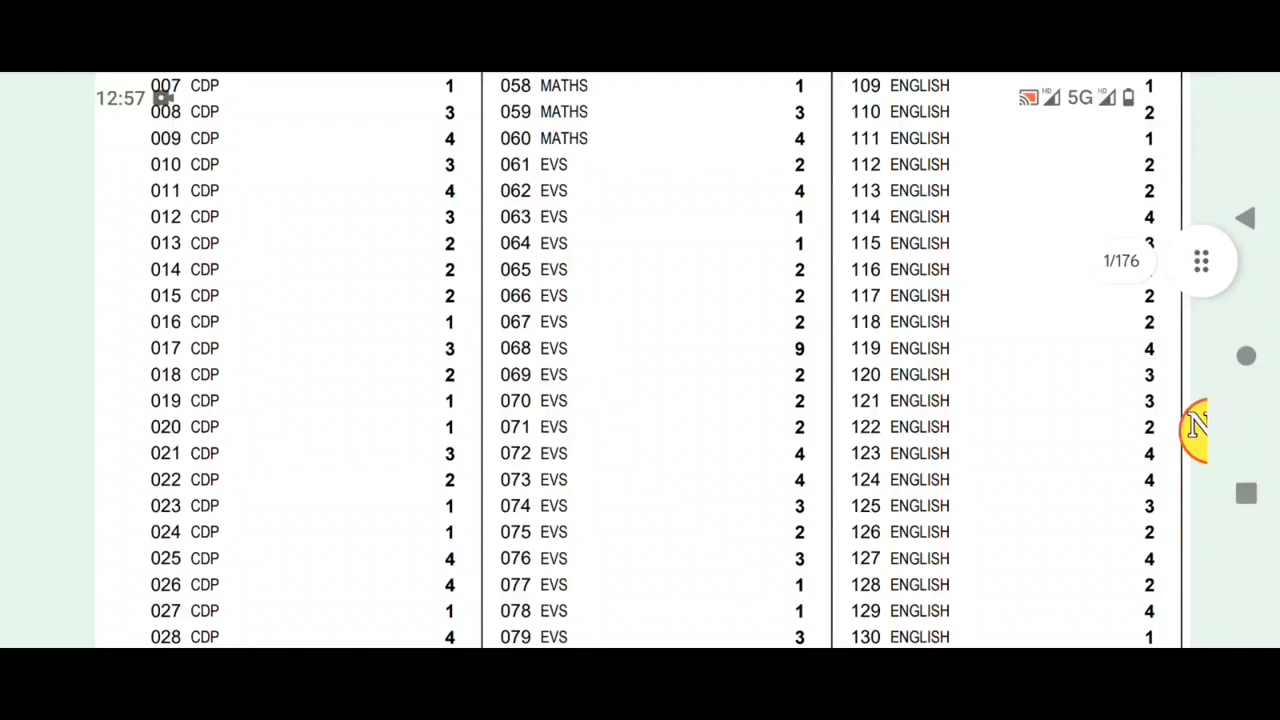 12:57
5G
007 CDP 1 058 MATHS 1 109 ENGLISH 1
008 CDP 3 059 MATHS 3 110 ENGLISH 2
009 CDP 4 060 MATHS 4 111 ENGLISH 1
010 CDP 3 061 EVS 2 112 ENGLISH 2
011 CDP 4 062 EVS 4 113 ENGLISH 2
012 CDP 3 063 EVS 1 114 ENGLISH 4
013 CDP 2 064 EVS 1 115 ENGLISH 3
014 CDP 2 065 EVS 2 116 ENGLISH
1/176
015 CDP 2 066 EVS 2 117 ENGLISH 2
016 CDP 1 067 EVS 2 118 ENGLISH 2
017 CDP 3 068 EVS 9 119 ENGLISH 4
018 CDP 2 069 EVS 2 120 ENGLISH 3
019 CDP 1 070 EVS 2 121 ENGLISH 3
020 CDP 1 071 EVS 2 122 ENGLISH 2
N
021 CDP 3 072 EVS 4 123 ENGLISH 4
022 CDP 2 073 EVS 4 124 ENGLISH 4
023 CDP 1 074 EVS 3 125 ENGLISH 3
024 CDP 1 075 EVS 2 126 ENGLISH 2
025 CDP 4 076 EVS 3 127 ENGLISH 4
026 CDP 4 077 EVS 1 128 ENGLISH 2
027 CDP 1 078 EVS 1 129 ENGLISH 4
028 CDP 4 079 EVS 3 130 ENGLISH 1